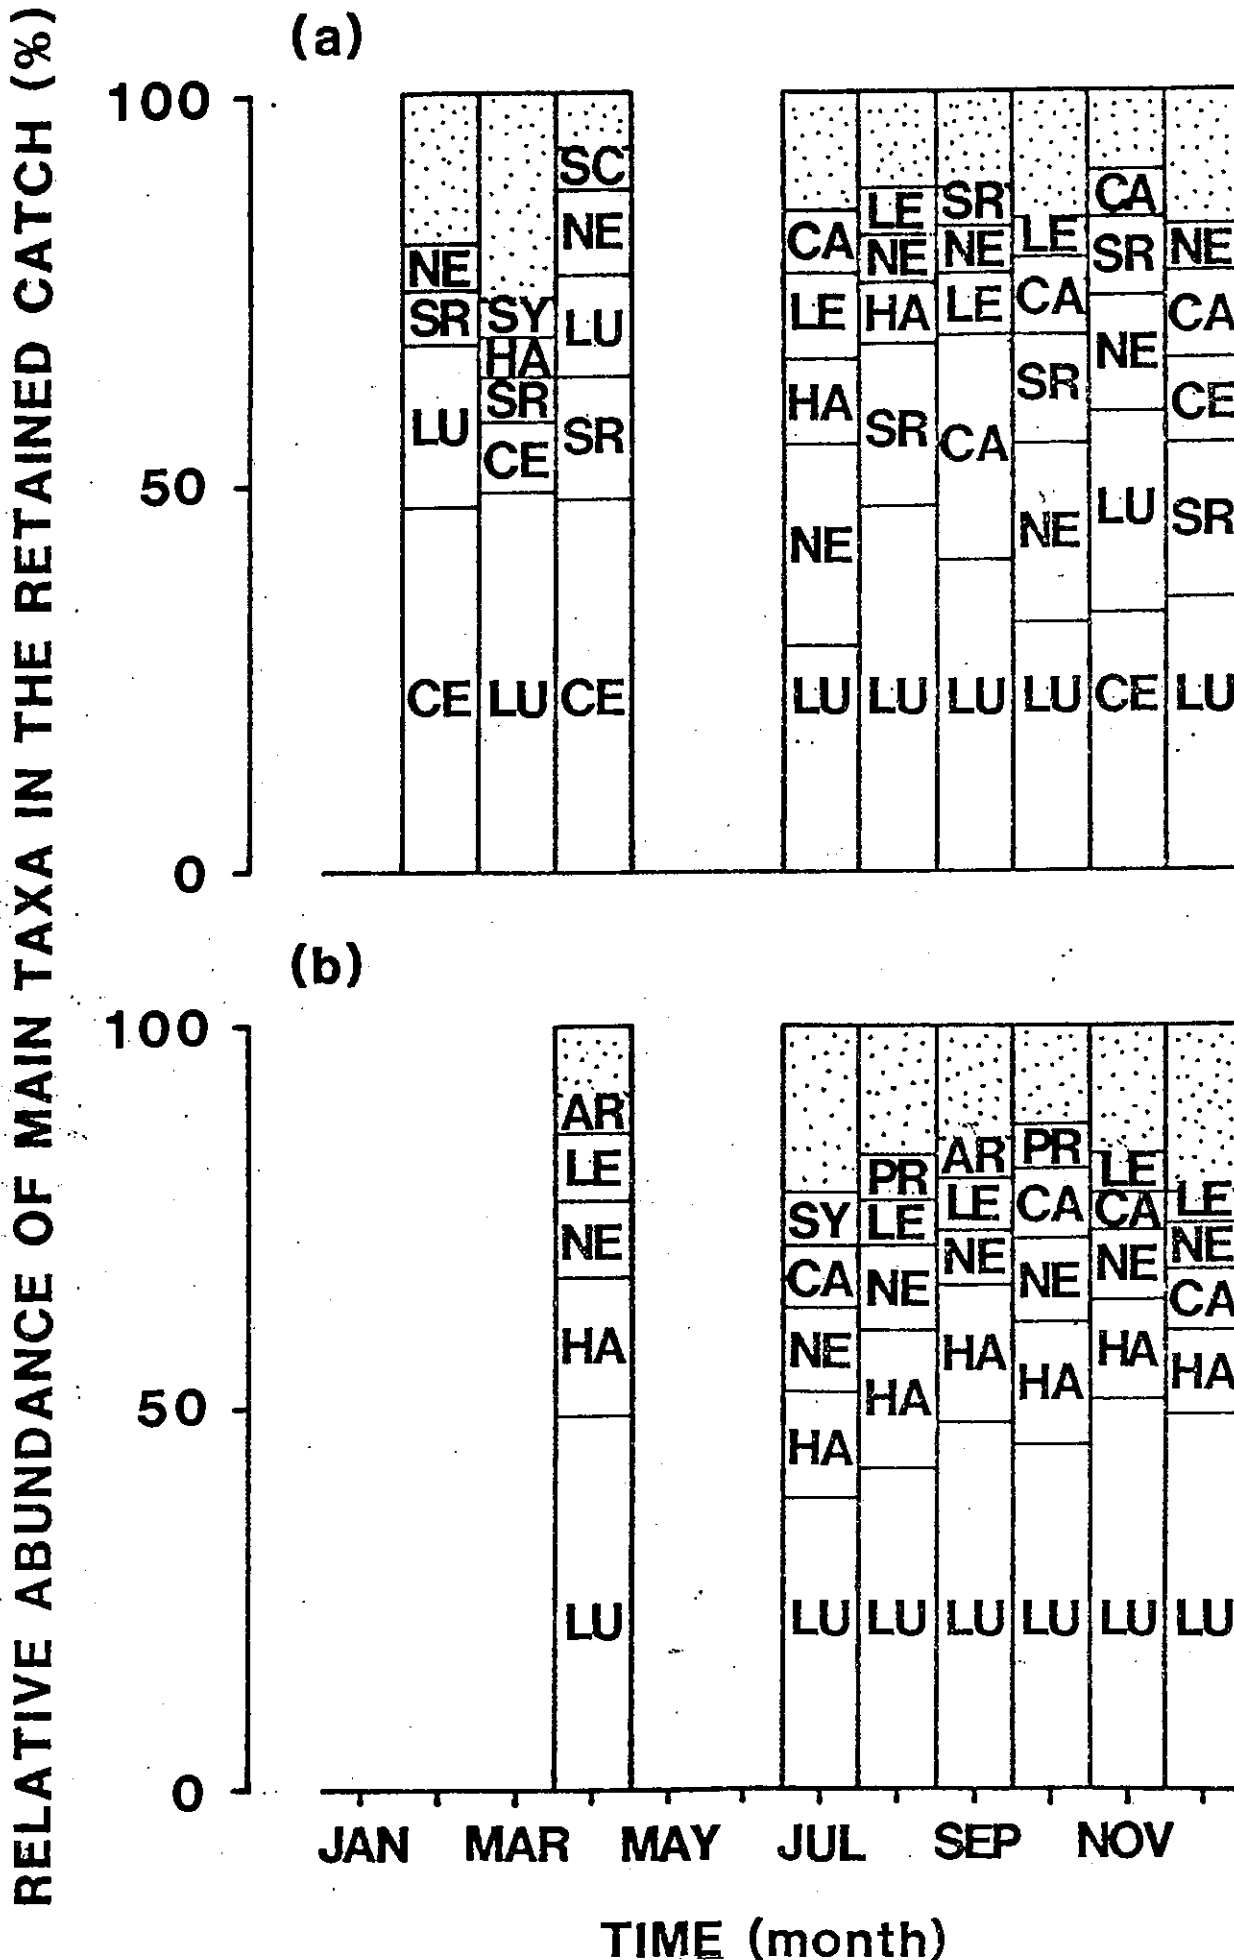 RELATIVE ABUNDANCE OF MAIN TAXA IN THE RETAINED CATCH (%)
(a)
100
50
0
NE
SR
LU
CE
SY
HA
SR
CE
LU
SC
NE
LU
SR
CE
CA
LE
HA
NE
LU
LE
NE
HA
SR
LU
SR
NE
LE
CA
LU
LE
CA
SR
NE
LU
CA
SR
NE
LU
CE
NE
CA
CE
SR
LU
(b)
100
50
0
AR
LE
NE
HA
LU
SY
CA
NE
HA
LU
PR
LE
NE
HA
LU
AR
LE
NE
HA
LU
PR
CA
NE
HA
LU
LE
CA
NE
HA
LU
LE
NE
CA
HA
LU
JAN MAR MAY JUL SEP NOV
TIME (month)